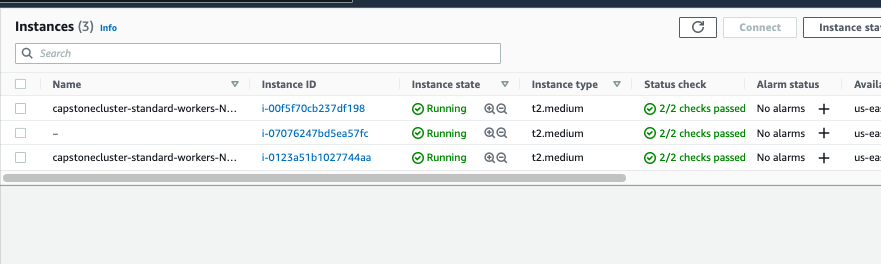 Instances (3) Info
Connect
Instance sta
Search
Name Instance ID Instance state Instance type Status check Alarm status Availa
capstonecluster-standard-workers-N... i-00f5f70cb237df198 Running t2.medium 2/2 checks passed No alarms + us-eas
– i-07076247bd5ea57fc Running t2.medium 2/2 checks passed No alarms + us-eas
capstonecluster-standard-workers-N... i-0123a51b1027744aa Running t2.medium 2/2 checks passed No alarms + us-eas